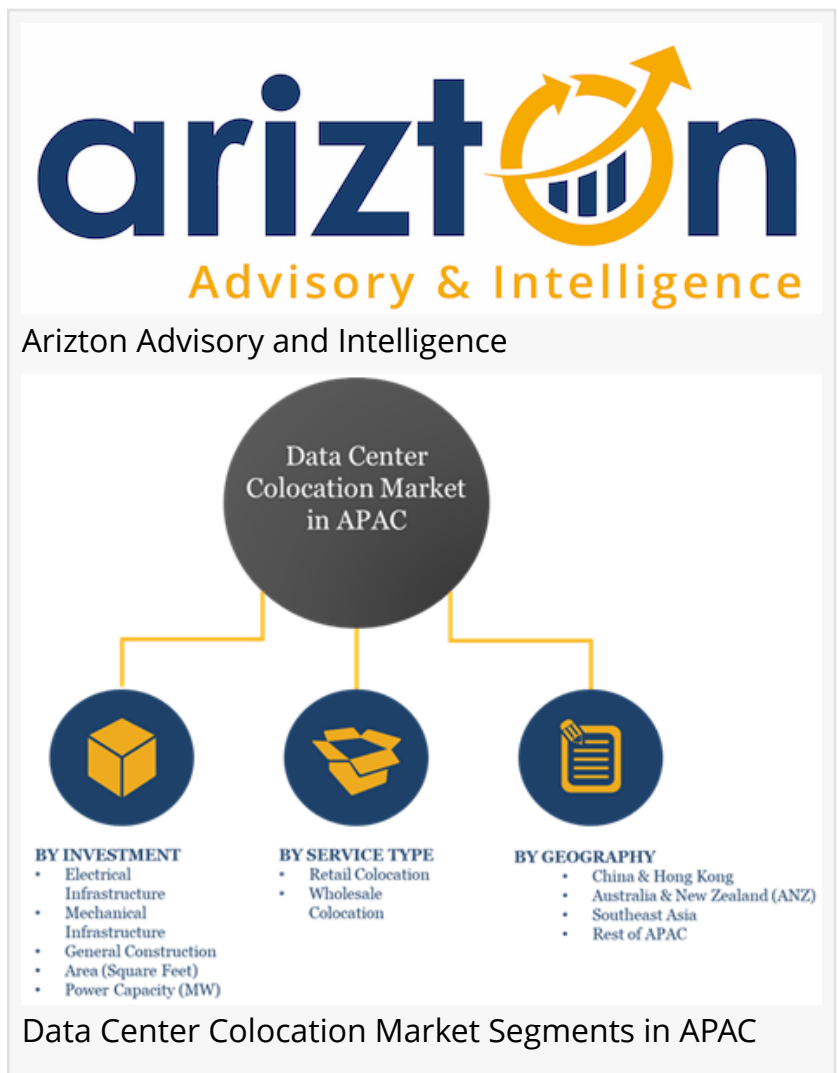 arizton
Advisory & Intelligence
Arizton Advisory and Intelligence
Data Center
Colocation Market
in APAC
BY INVESTMENT
• Electrical
Infrastructure
• Mechanical
Infrastructure
• General Construction
• Area (Square Feet)
• Power Capacity (MW)
BY SERVICE TYPE
• Retail Colocation
• Wholesale
Colocation
BY GEOGRAPHY
• China & Hong Kong
• Australia & New Zealand (ANZ)
• Southeast Asia
• Rest of APAC
Data Center Colocation Market Segments in APAC